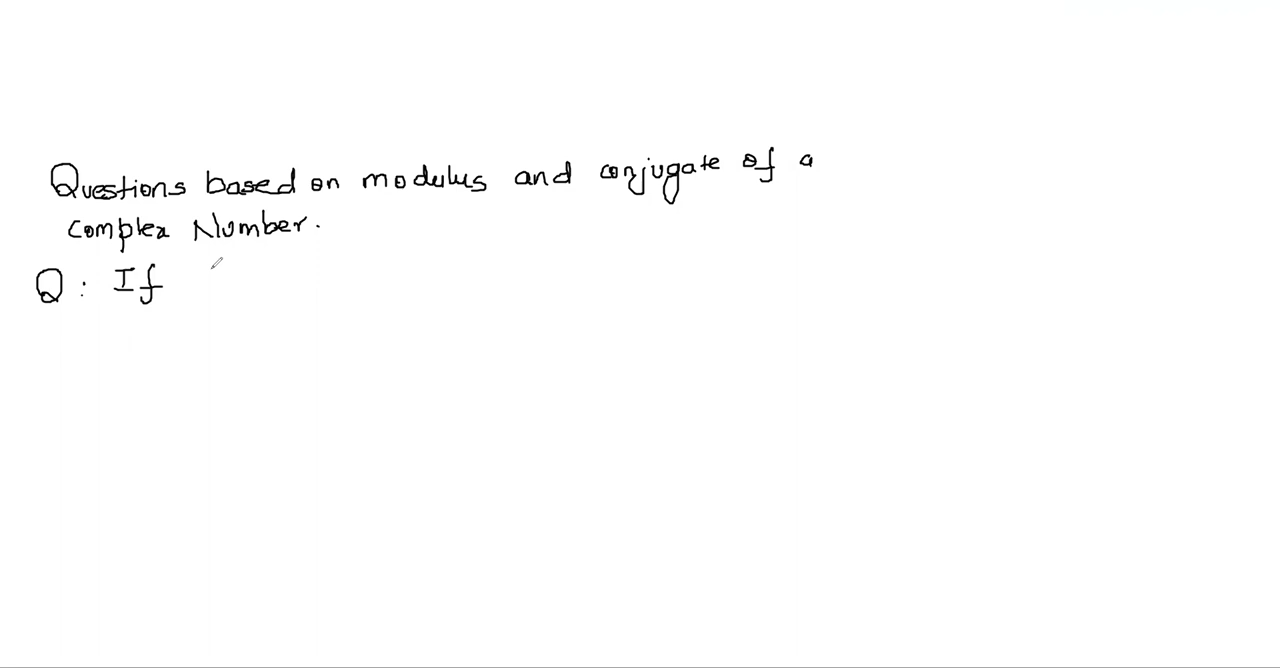 Questions based on modulus and conjugate of a
complex Number.
Q : If